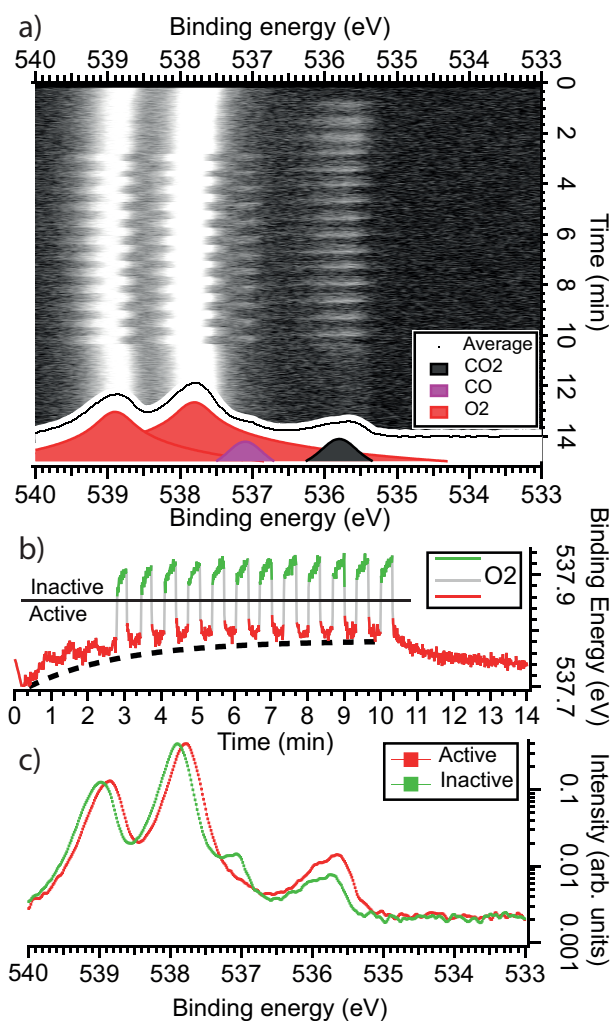 a)
Binding energy (eV)
540 539 538 537 536 535 534 533
0
2
4
6
8
10
12
14
Time (min)
Average
CO2
CO
O2
540 539 538 537 536 535 534 533
Binding energy (eV)
b)
Inactive
Active
O2
537.9
537.7
Binding Energy (eV)
0 1 2 3 4 5 6 7 8 9 10 11 12 13 14
Time (min)
c)
Active
Inactive
0.1
0.01
0.001
Intensity (arb. units)
540 539 538 537 536 535 534 533
Binding energy (eV)